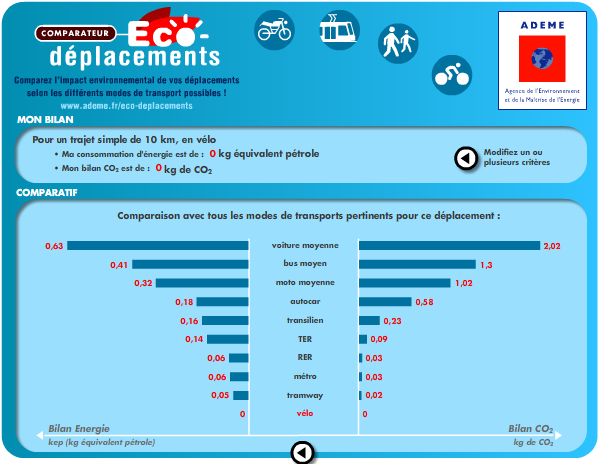 COMPARATEUR
Eco-
déplacements
Comparez l'impact environnemental de vos déplacements
selon les différents modes de transport possibles !
www.ademe.fr/eco-deplacements
ADEME
Agence de l'Environnement
et de la Maîtrise de l'Energie
MON BILAN
Pour un trajet simple de 10 km, en vélo
• Ma consommation d'énergie est de : 0 kg équivalent pétrole
• Mon bilan CO₂ est de : 0 kg de CO₂
Modifiez un ou
plusieurs critères
COMPARATIF
Comparaison avec tous les modes de transports pertinents pour ce déplacement :
0,63 voiture moyenne 2,02
0,41 bus moyen 1,3
0,32 moto moyenne 1,02
0,18 autocar 0,58
0,16 transilien 0,23
0,14 TER 0,09
0,06 RER 0,03
0,06 métro 0,03
0,05 tramway 0,02
0 vélo 0
Bilan Energie Bilan CO₂
kep (kg équivalent pétrole) kg de CO₂